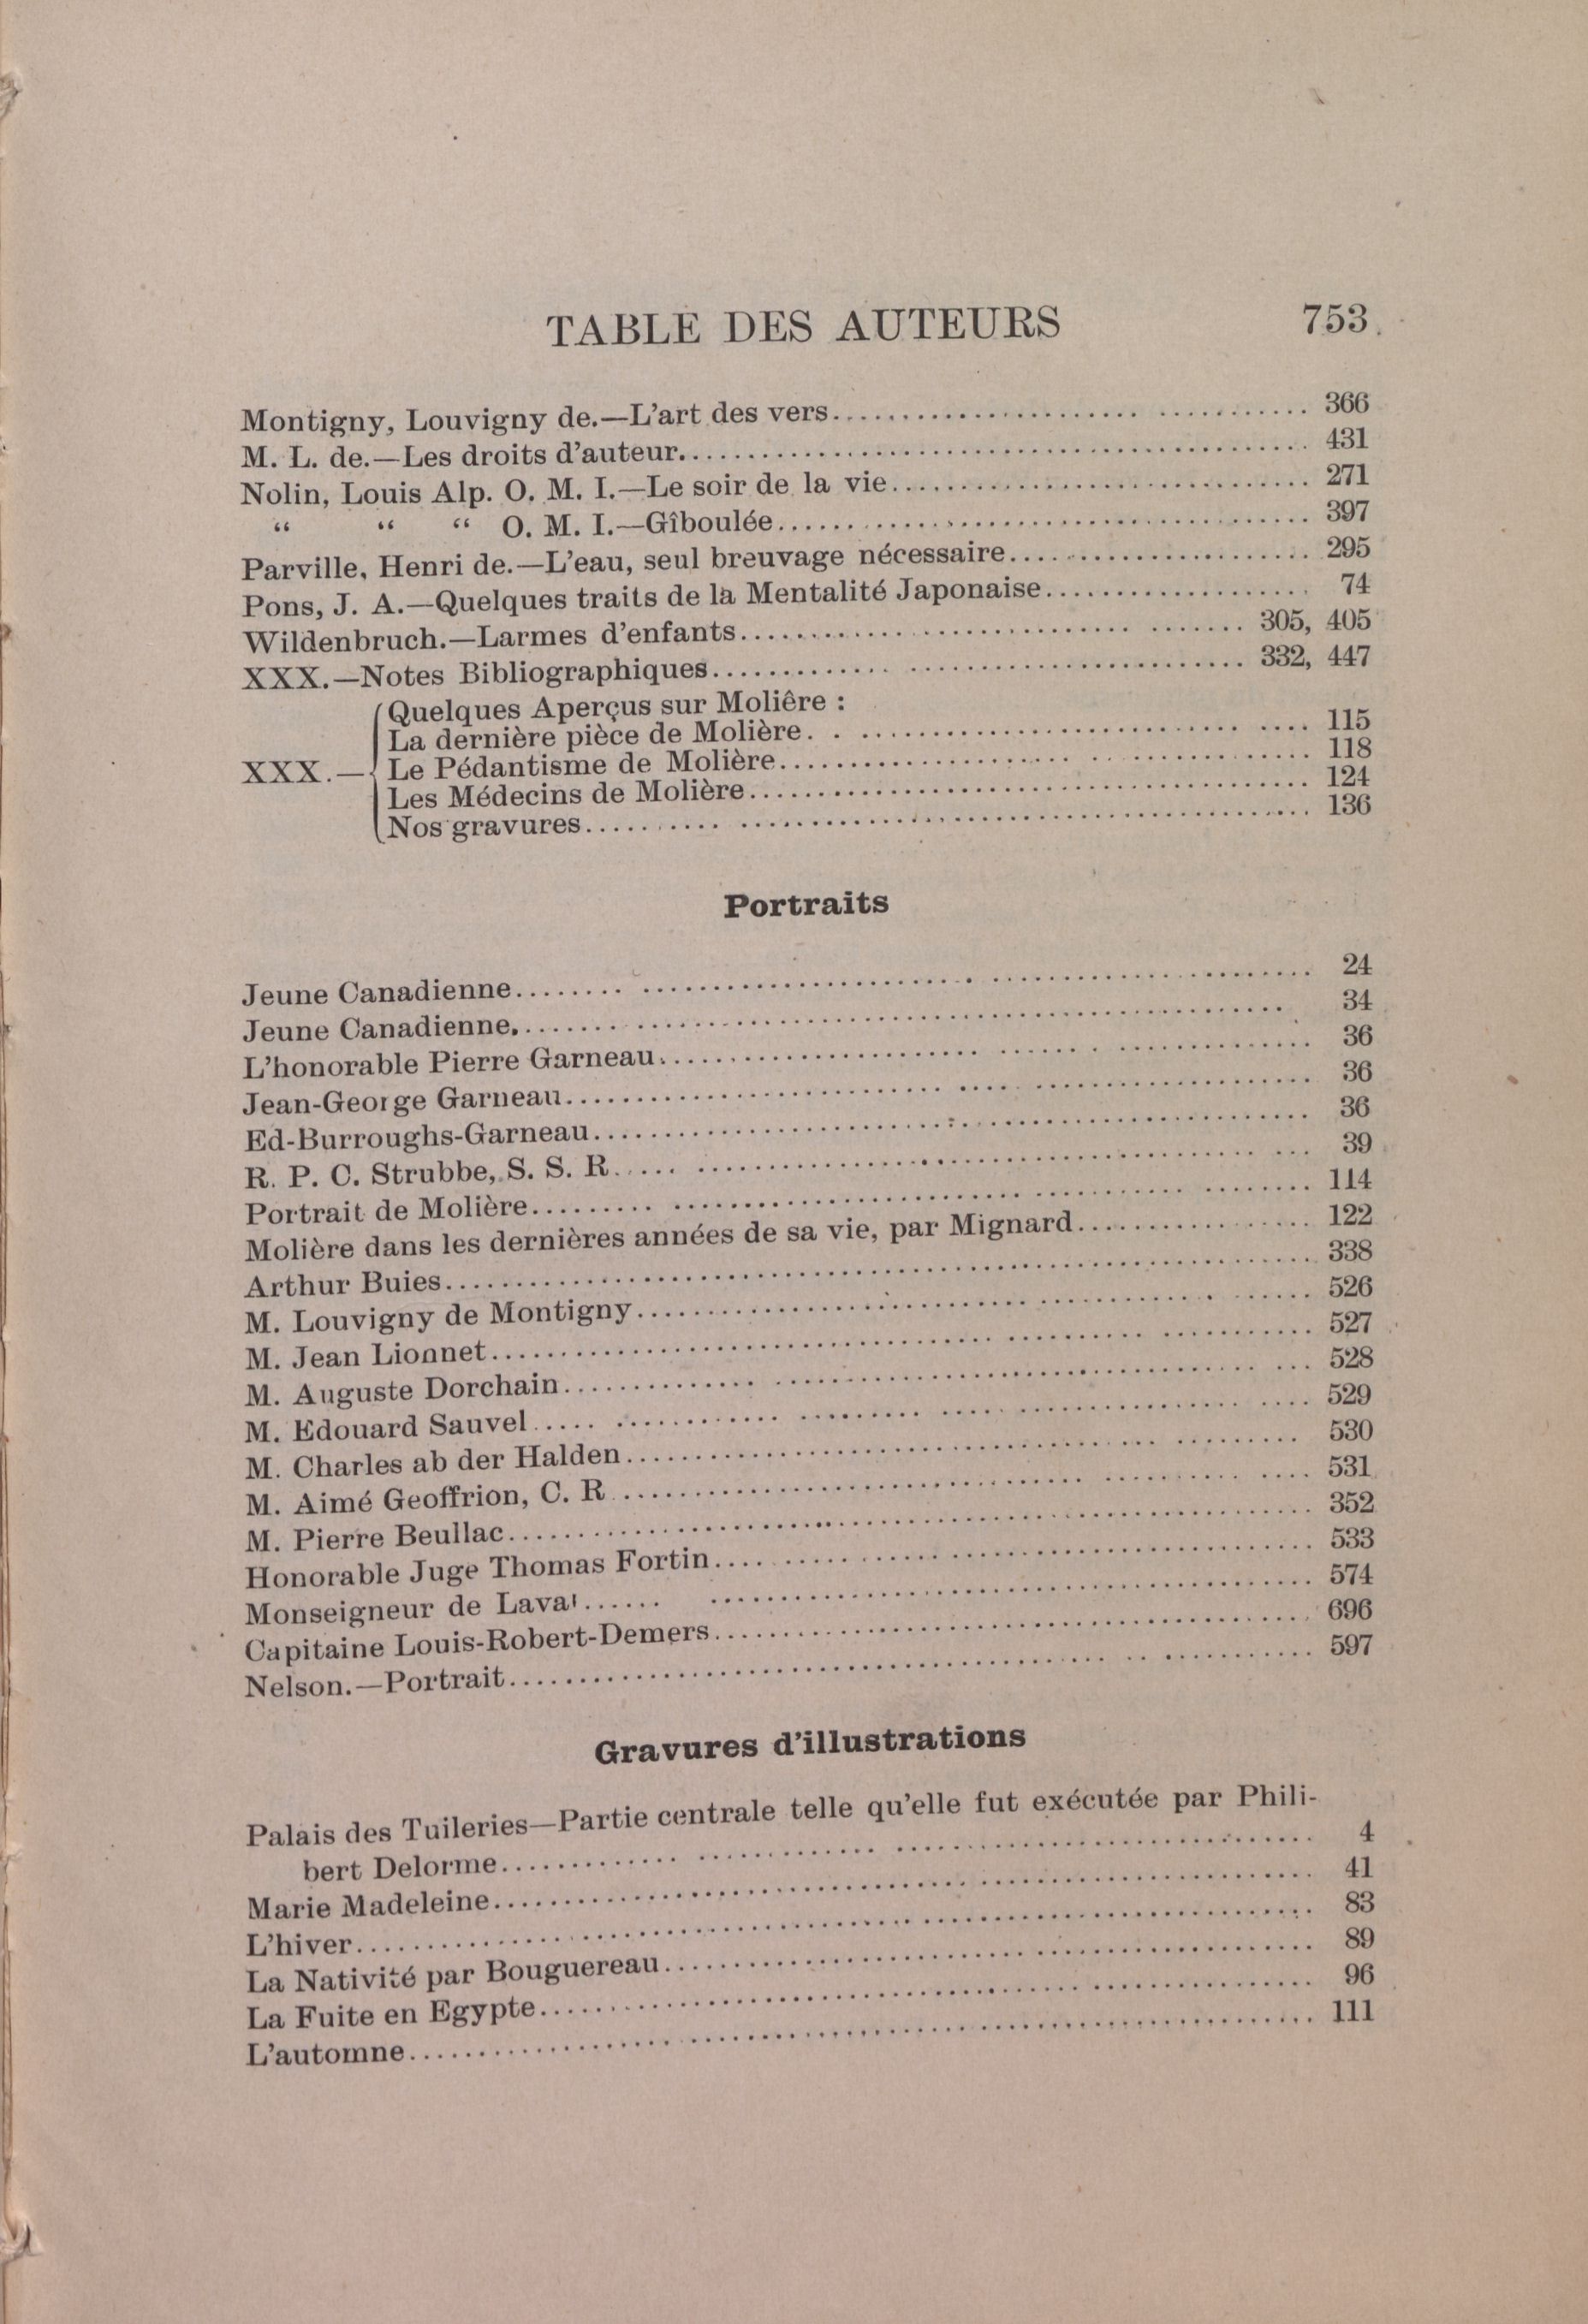 TABLE DES AUTEURS 753
Montigny, Louvigny de.—L'art des vers........ 366
M. L. de.—Les droits d'auteur........ 431
Nolin, Louis Alp. O. M. I.—Le soir de la vie........ 271
“ “ “ O. M. I.—Gîboulée........ 397
Parville, Henri de.—L'eau, seul breuvage nécessaire........ 295
Pons, J. A.—Quelques traits de la Mentalité Japonaise........ 74
Wildenbruch.—Larmes d'enfants........ 305, 405
XXX.—Notes Bibliographiques........ 332, 447
Quelques Aperçus sur Moliêre :
La dernière pièce de Molière........ 115
XXX.— Le Pédantisme de Molière........ 118
Les Médecins de Molière........ 124
Nos gravures........ 136
Portraits
Jeune Canadienne........ 24
Jeune Canadienne........ 34
L'honorable Pierre Garneau........ 36
Jean-George Garneau........ 36
Ed-Burroughs-Garneau........ 36
R. P. C. Strubbe, S. S. R........ 39
Portrait de Molière........ 114
Molière dans les dernières années de sa vie, par Mignard........ 122
Arthur Buies........ 338
M. Louvigny de Montigny........ 526
M. Jean Lionnet........ 527
M. Auguste Dorchain........ 528
M. Edouard Sauvel........ 529
M. Charles ab der Halden........ 530
M. Aimé Geoffrion, C. R........ 531
M. Pierre Beullac........ 352
Honorable Juge Thomas Fortin........ 533
Monseigneur de Laval........ 574
Capitaine Louis-Robert-Demers........ 696
Nelson.—Portrait........ 597
Gravures d'illustrations
Palais des Tuileries—Partie centrale telle qu'elle fut exécutée par Phili-
bert Delorme........ 4
Marie Madeleine........ 41
L'hiver........ 83
La Nativité par Bouguereau........ 89
La Fuite en Egypte........ 96
L'automne........ 111